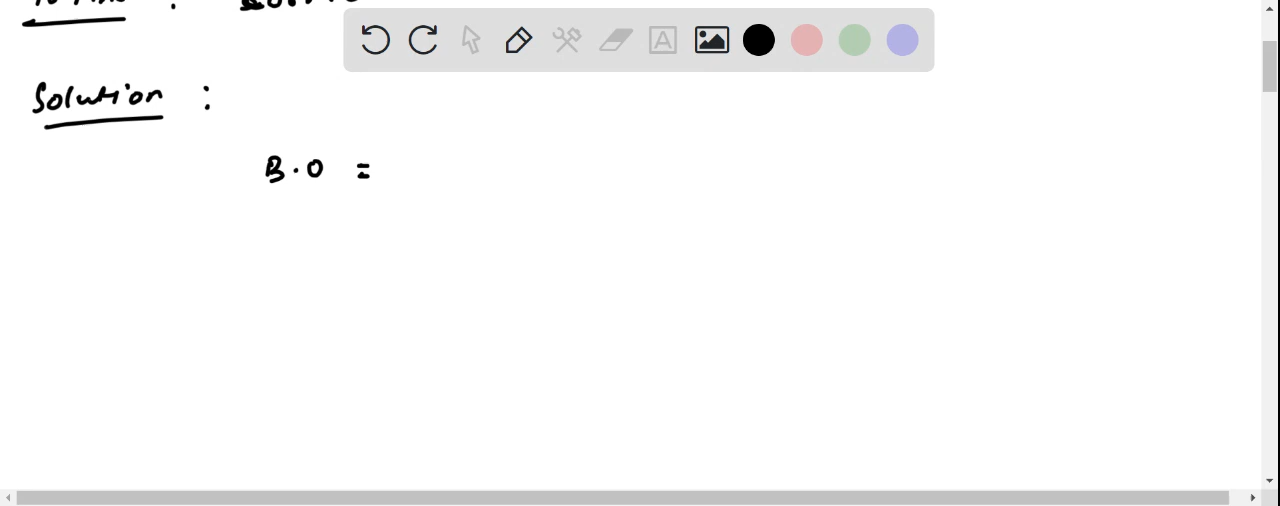 Solution :
B.O =